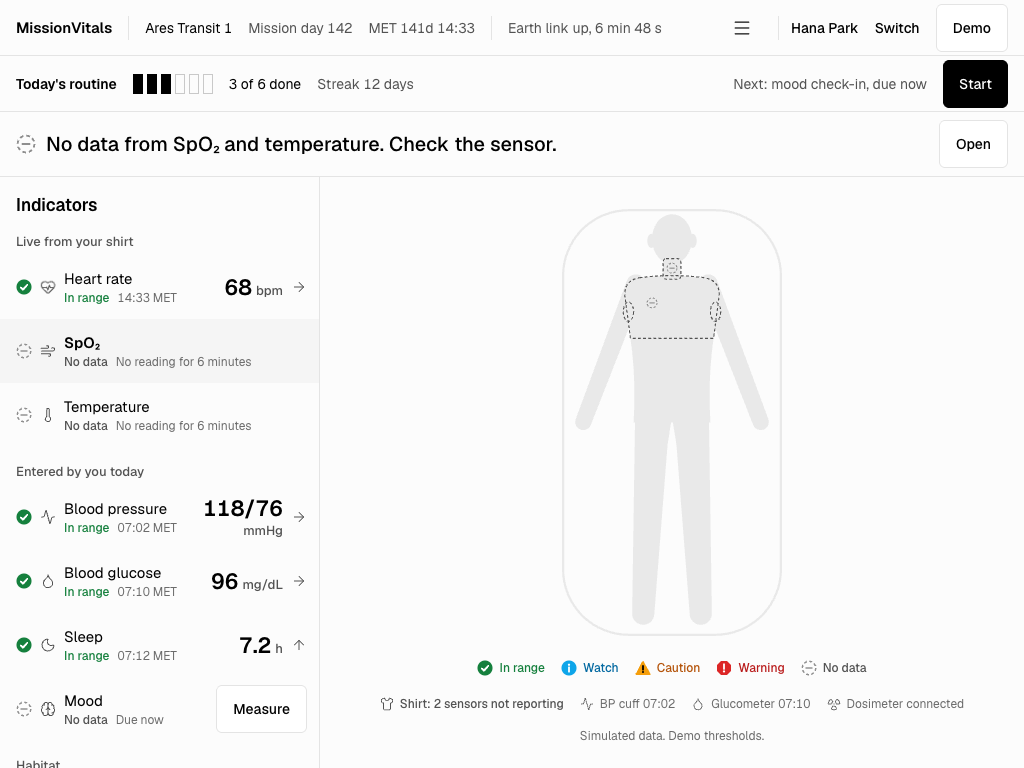 MissionVitals Ares Transit 1 Mission day 142 MET 141d 14:33 Earth link up, 6 min 48 s Hana Park Switch Demo
Today's routine 3 of 6 done Streak 12 days Next: mood check-in, due now Start
No data from SpO₂ and temperature. Check the sensor. Open
Indicators
Live from your shirt
Heart rate
In range 14:33 MET
68 bpm
SpO₂
No data No reading for 6 minutes
Temperature
No data No reading for 6 minutes
Entered by you today
Blood pressure
In range 07:02 MET
118/76
mmHg
Blood glucose
In range 07:10 MET
96 mg/dL
Sleep
In range 07:12 MET
7.2 h
Mood
No data Due now
Measure
Habitat
In range Watch Caution Warning No data
Shirt: 2 sensors not reporting BP cuff 07:02 Glucometer 07:10 Dosimeter connected
Simulated data. Demo thresholds.